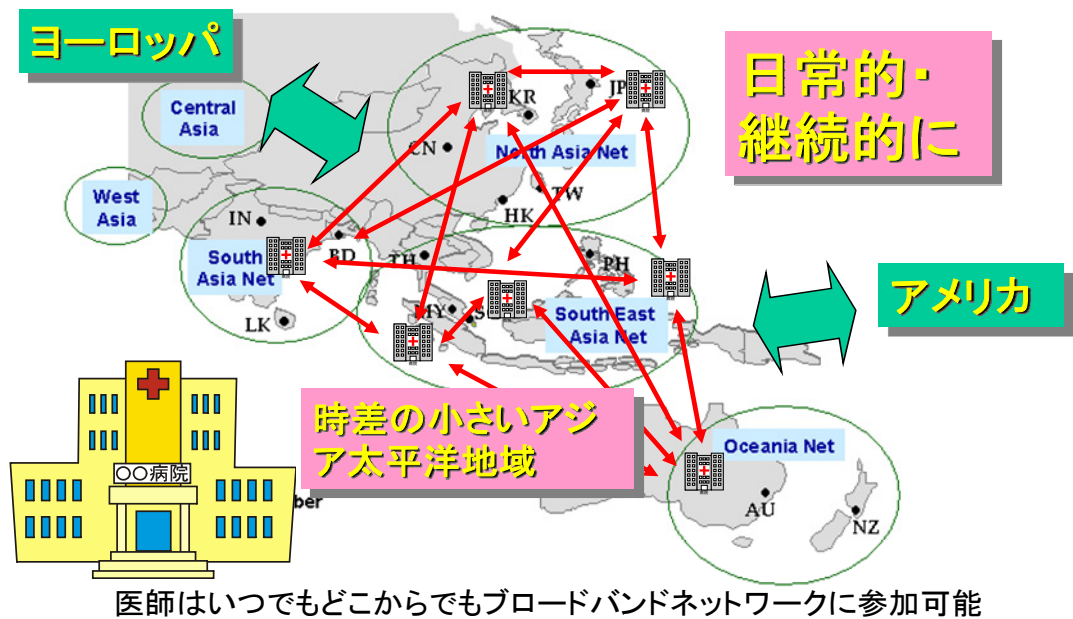 ヨーロッパ
日常的・
継続的に
Central
Asia
KR
JP
CN
North Asia Net
West
Asia
TW
HK
IN
BD
TH
PH
South
Asia Net
アメリカ
LK
MY
South East
Asia Net
時差の小さいアジ
ア太平洋地域
Oceania Net
〇〇病院
AU
NZ
ber
医師はいつでもどこからでもブロードバンドネットワークに参加可能